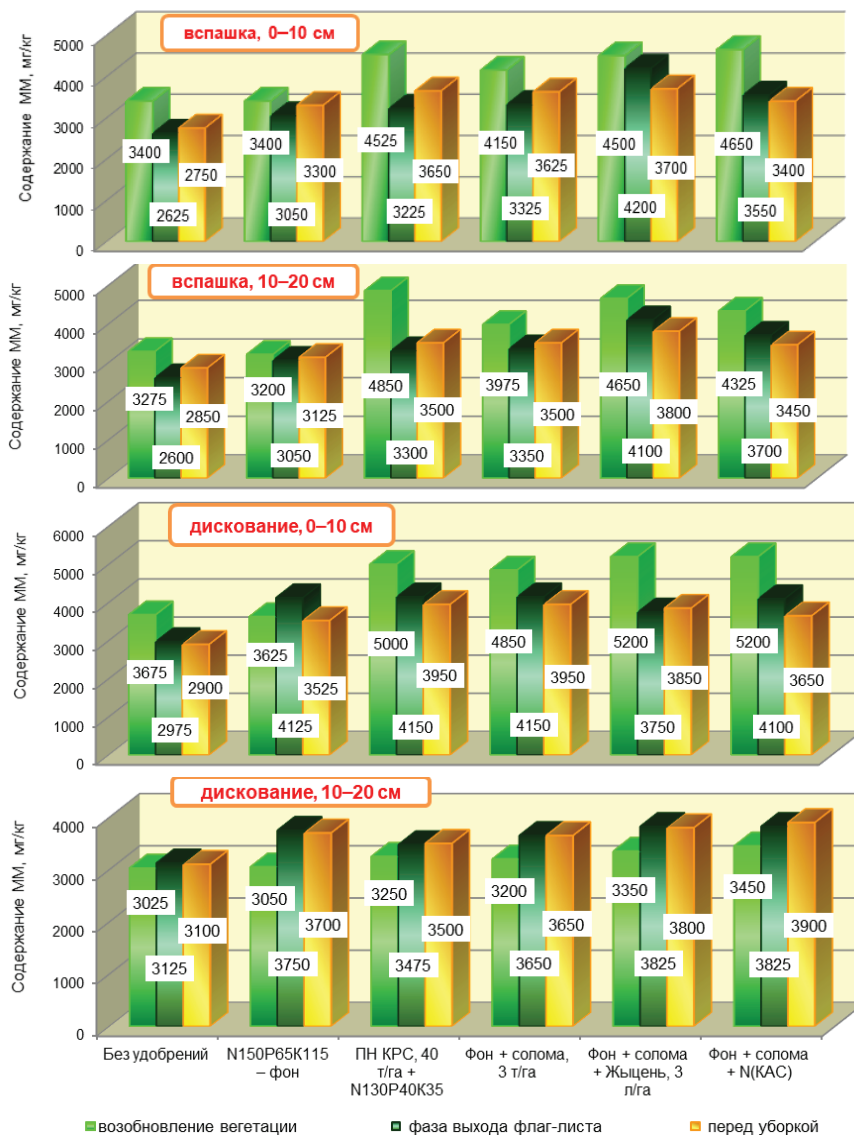 вспашка, 0–10 см
Содержание ММ, мг/кг
5000
4000
3000
2000
1000
0
3400 3400 4525 4150 4500 4650
2750 3300 3650 3625 3700 3400
2625 3050 3225 3325 4200 3550
вспашка, 10–20 см
Содержание ММ, мг/кг
5000
4000
3000
2000
1000
0
3275 3200 4850 3975 4650 4325
2850 3125 3500 3500 3800 3450
2600 3050 3300 3350 4100 3700
дискование, 0–10 см
Содержание ММ, мг/кг
6000
5000
4000
3000
2000
1000
0
3675 3625 5000 4850 5200 5200
2900 3525 3950 3950 3850 3650
2975 4125 4150 4150 3750 4100
дискование, 10–20 см
Содержание ММ, мг/кг
4000
3000
2000
1000
0
3025 3050 3250 3200 3350 3450
3100 3700 3500 3650 3800 3900
3125 3750 3475 3650 3825 3825
Без удобрений
N150P65K115
– фон
ПН КРС, 40
т/га +
N130P40K35
Фон + солома,
3 т/га
Фон + солома
+ Жыцень, 3
л/га
Фон + солома
+ N(КАС)
возобновление вегетации
фаза выхода флаг-листа
перед уборкой